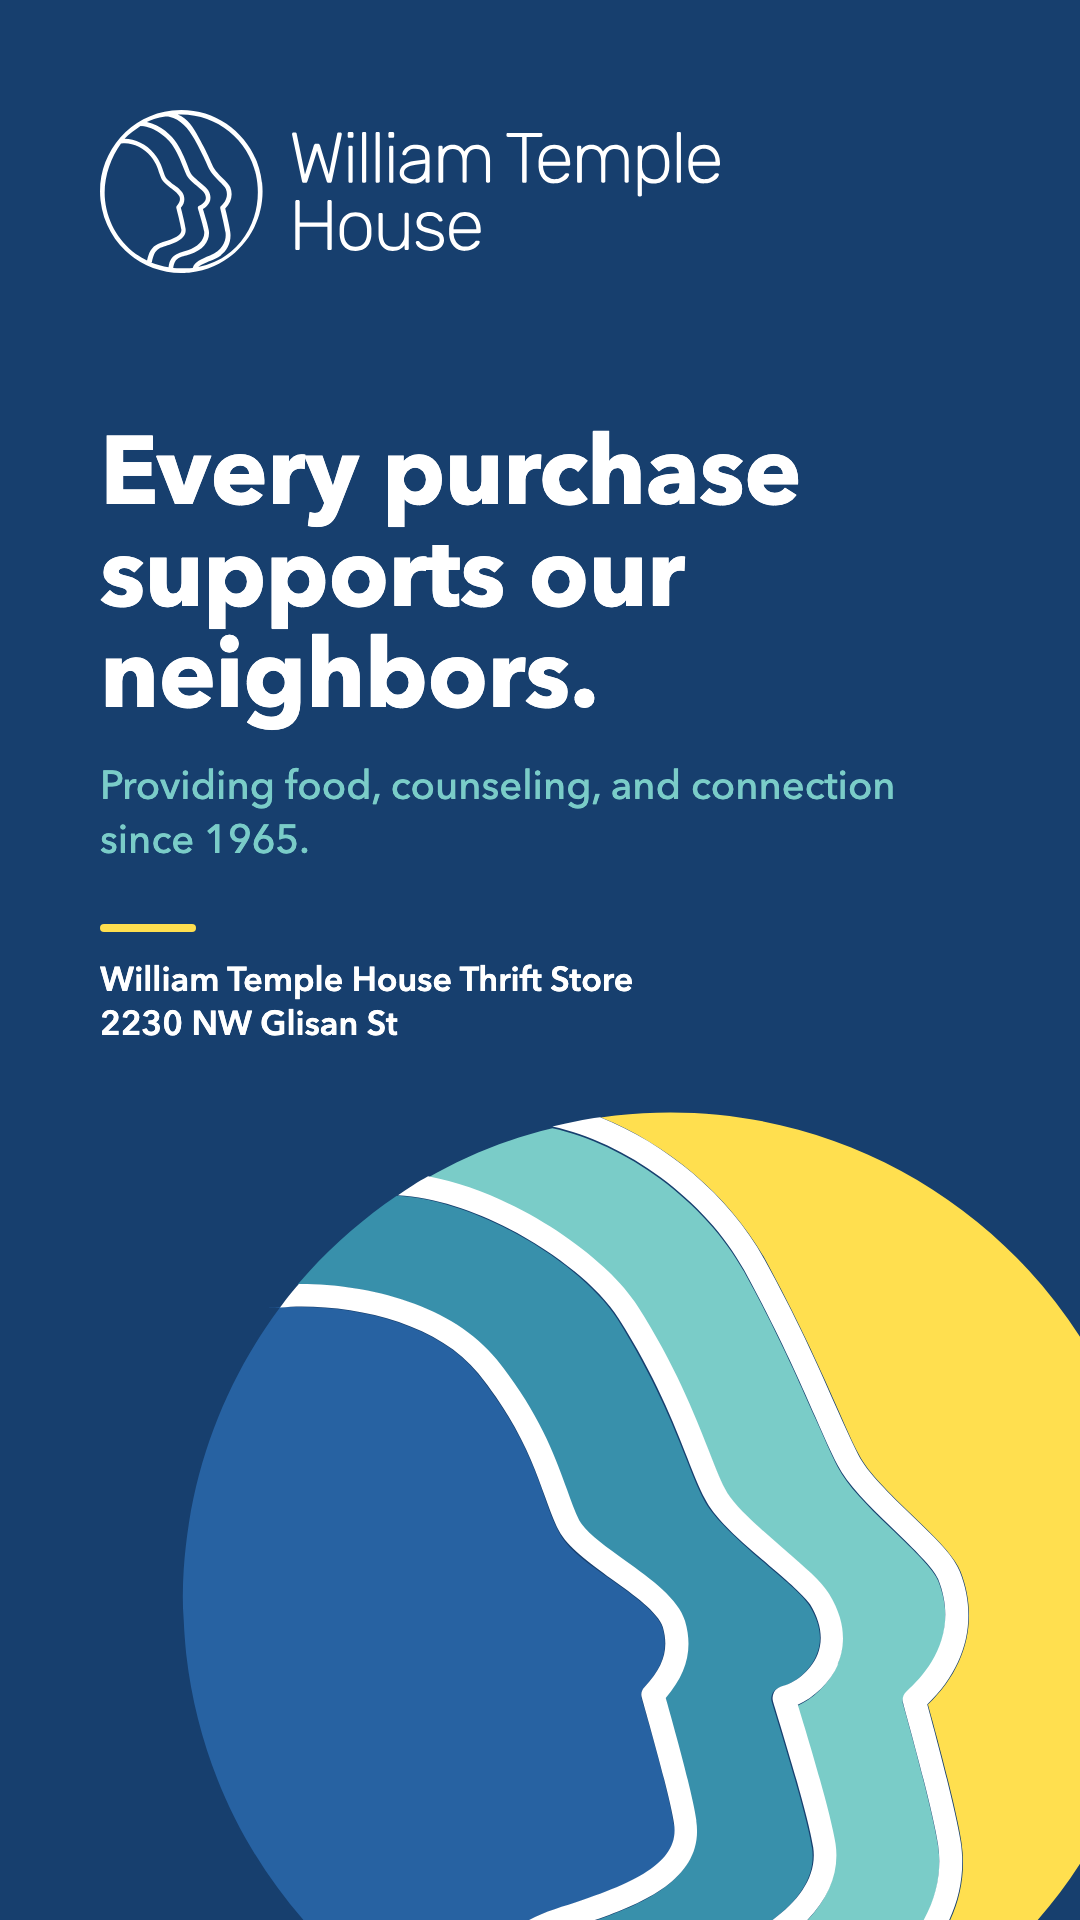 William Temple
House
Every purchase
supports our
neighbors.
Providing food, counseling, and connection
since 1965.
William Temple House Thrift Store
2230 NW Glisan St